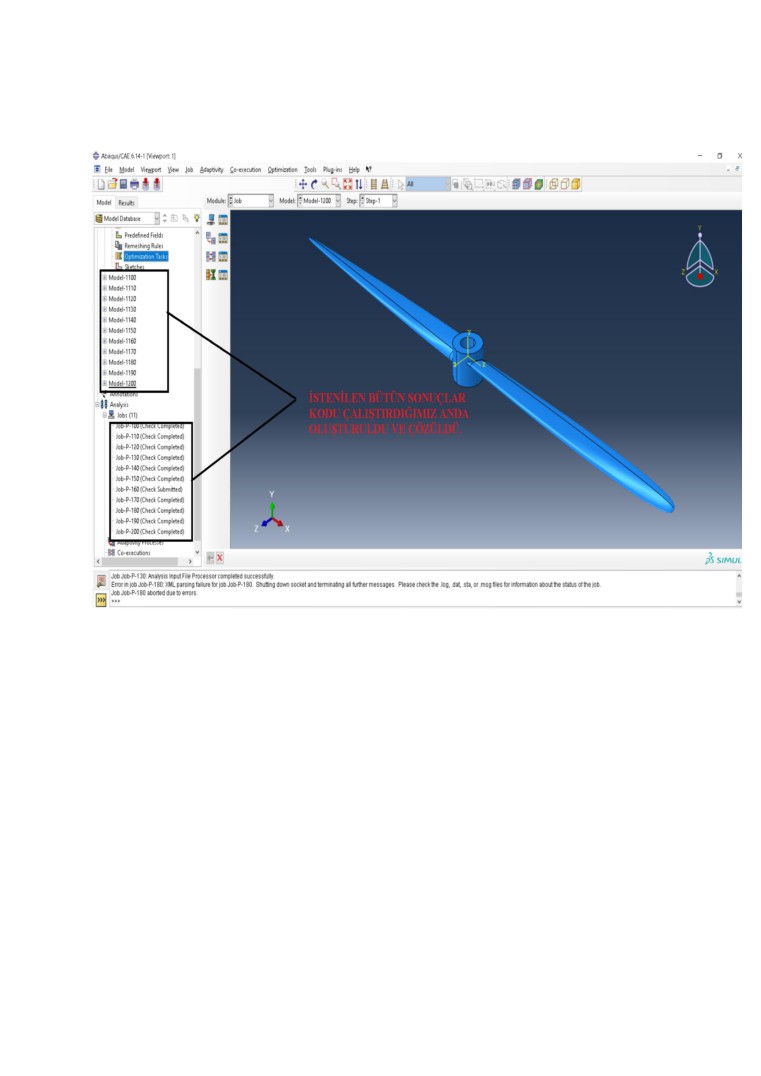 Abaqus/CAE 6.14-1 [Viewport: 1]
File Model Viewport View Job Adaptivity Co-execution Optimization Tools Plug-ins Help
All
Model Results
Module: Job Model: Model-1200 Step: Step-1
Model Database
Predefined Fields
Remeshing Rules
Optimization Tasks
Sketches
Model-1100
Model-1110
Model-1120
Model-1130
Model-1140
Model-1150
Model-1160
Model-1170
Model-1180
Model-1190
Model-1200
Annotations
Analysis
Jobs (11)
Job-P-100 (Check Completed)
Job-P-110 (Check Completed)
Job-P-120 (Check Completed)
Job-P-130 (Check Completed)
Job-P-140 (Check Completed)
Job-P-150 (Check Completed)
Job-P-160 (Check Submitted)
Job-P-170 (Check Completed)
Job-P-180 (Check Completed)
Job-P-190 (Check Completed)
Job-P-200 (Check Completed)
Adaptivity Processes
Co-executions
İSTENİLEN BÜTÜN SONUÇLAR
KODU ÇALIŞTIRDIĞIMIZ ANDA
OLUŞTURULDU VE ÇÖZÜLDÜ.
Y
Z X
Y
Z X
Y
SIMUL
Job Job-P-130: Analysis Input File Processor completed successfully.
Error in job Job-P-180: XML parsing failure for job Job-P-180. Shutting down socket and terminating all further messages. Please check the .log, .dat, .sta, or .msg files for information about the status of the job.
Job Job-P-180 aborted due to errors.
>>>